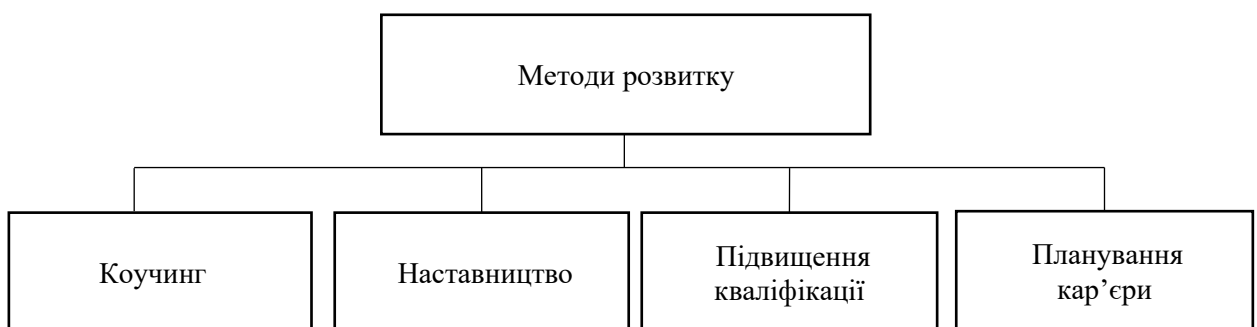 Методи розвитку
Коучинг
Наставництво
Підвищення
кваліфікації
Планування
кар’єри